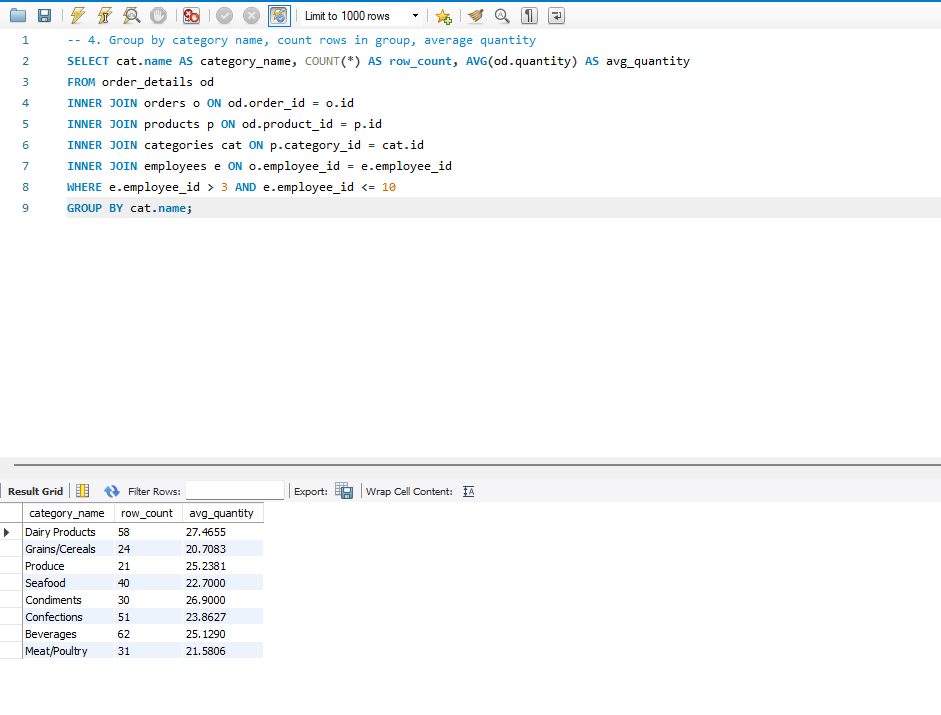 Limit to 1000 rows
1 -- 4. Group by category name, count rows in group, average quantity
2 SELECT cat.name AS category_name, COUNT(*) AS row_count, AVG(od.quantity) AS avg_quantity
3 FROM order_details od
4 INNER JOIN orders o ON od.order_id = o.id
5 INNER JOIN products p ON od.product_id = p.id
6 INNER JOIN categories cat ON p.category_id = cat.id
7 INNER JOIN employees e ON o.employee_id = e.employee_id
8 WHERE e.employee_id > 3 AND e.employee_id <= 10
9 GROUP BY cat.name;
Result Grid Filter Rows: Export: Wrap Cell Content: IA
category_name row_count avg_quantity
Dairy Products 58 27.4655
Grains/Cereals 24 20.7083
Produce 21 25.2381
Seafood 40 22.7000
Condiments 30 26.9000
Confections 51 23.8627
Beverages 62 25.1290
Meat/Poultry 31 21.5806